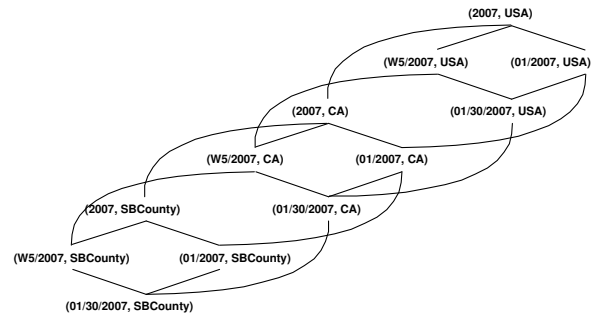 (2007, USA)
(W5/2007, USA) (01/2007, USA)
(2007, CA) (01/30/2007, USA)
(W5/2007, CA) (01/2007, CA)
(2007, SBCounty) (01/30/2007, CA)
(W5/2007, SBCounty) (01/2007, SBCounty)
(01/30/2007, SBCounty)